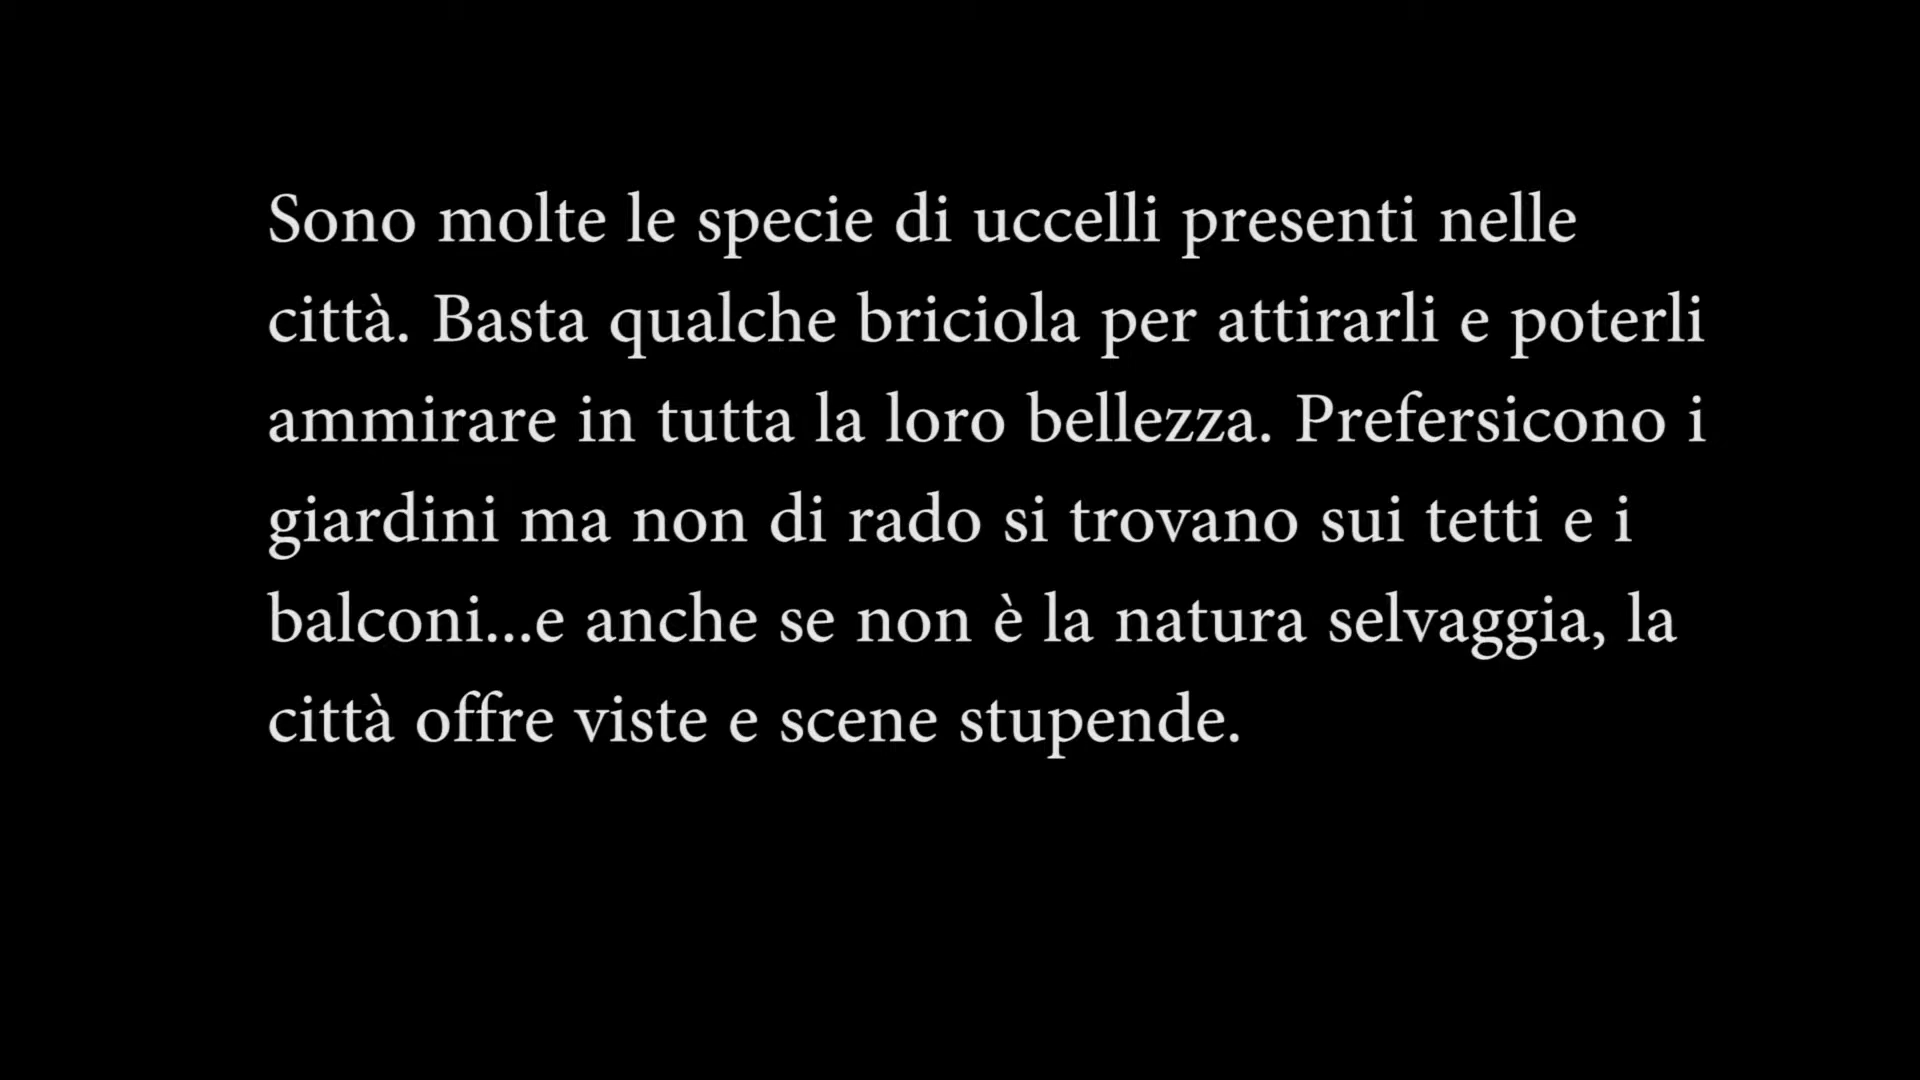 Sono molte le specie di uccelli presenti nelle
città. Basta qualche briciola per attirarli e poterli
ammirare in tutta la loro bellezza. Prefersicono i
giardini ma non di rado si trovano sui tetti e i
balconi...e anche se non è la natura selvaggia, la
città offre viste e scene stupende.